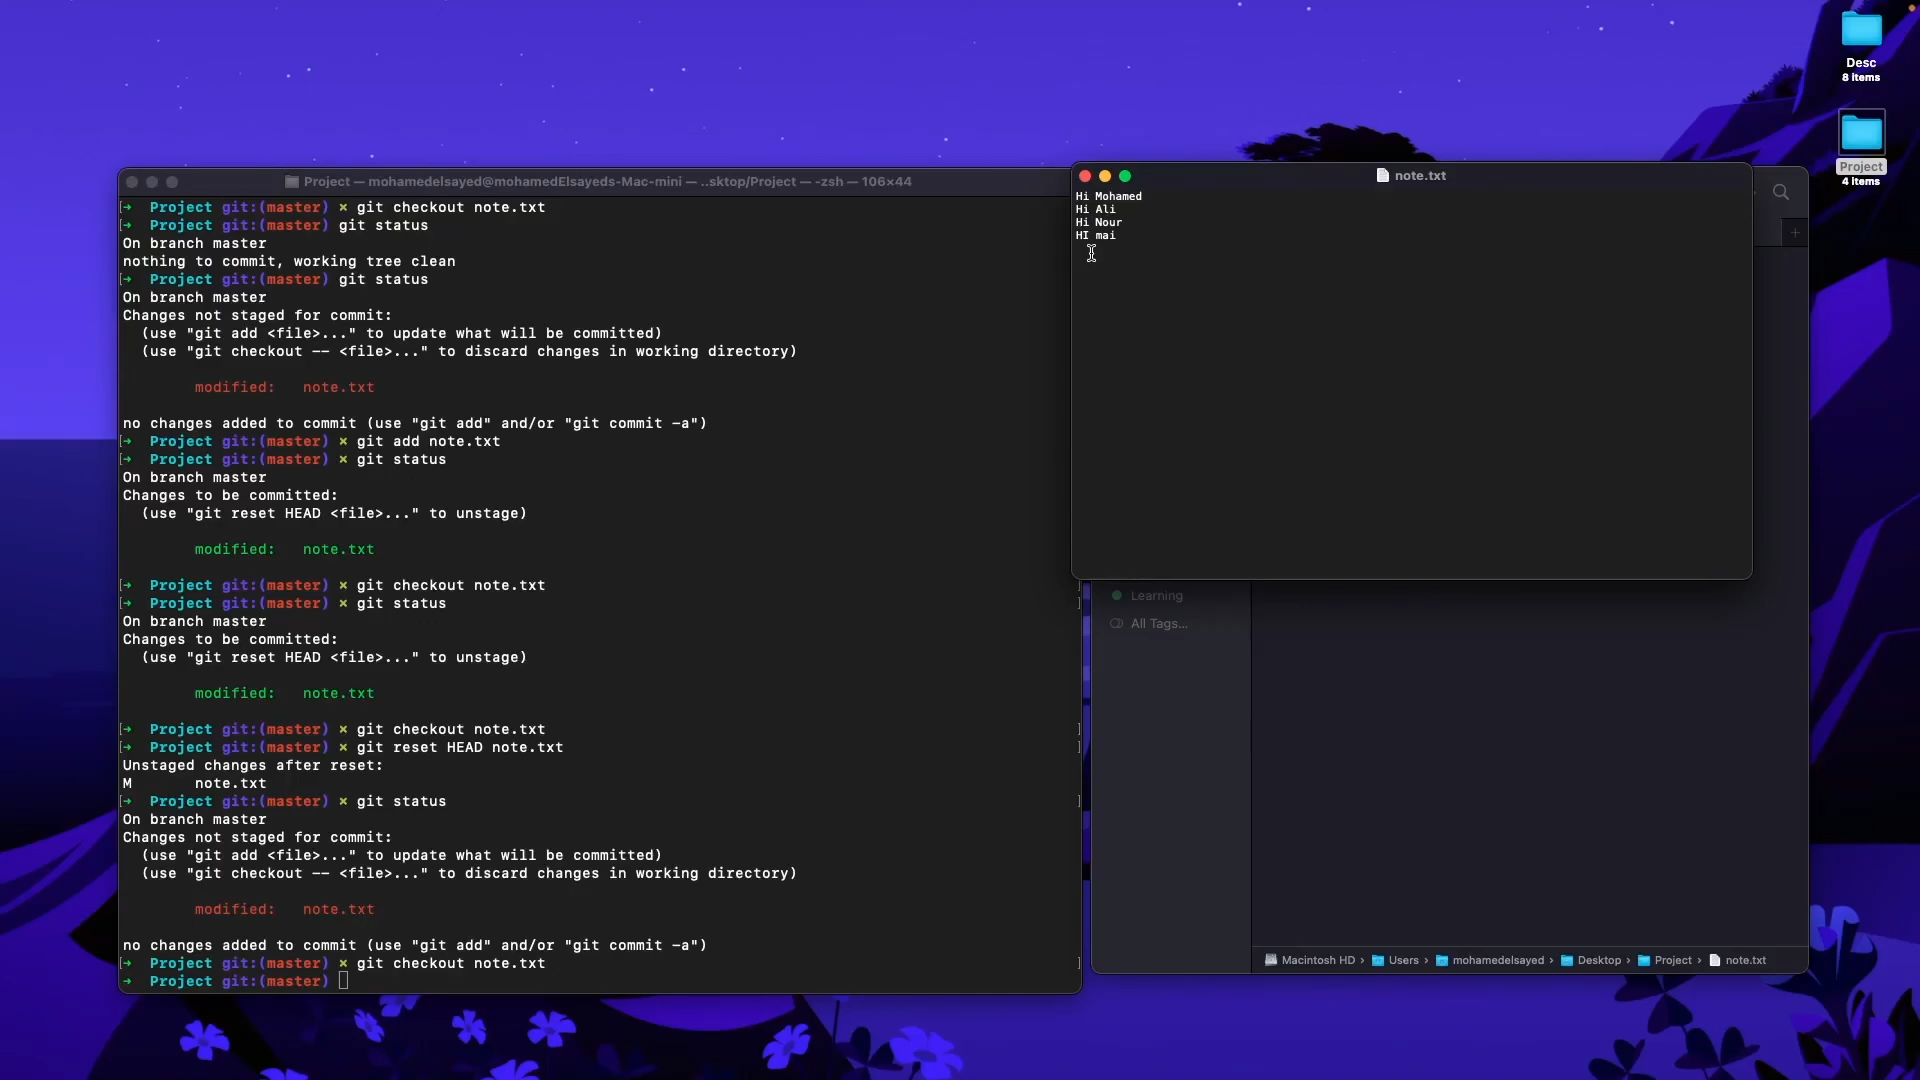 Desc
8 items
Project
4 items
Project — mohamedelsayed@mohamedElsayeds-Mac-mini — ..sktop/Project — -zsh — 106×44
[➜  Project git:(master) × git checkout note.txt
[➜  Project git:(master) git status
On branch master
nothing to commit, working tree clean
[➜  Project git:(master) git status
On branch master
Changes not staged for commit:
  (use "git add <file>..." to update what will be committed)
  (use "git checkout -- <file>..." to discard changes in working directory)
        modified:   note.txt
no changes added to commit (use "git add" and/or "git commit -a")
[➜  Project git:(master) × git add note.txt
[➜  Project git:(master) × git status
On branch master
Changes to be committed:
  (use "git reset HEAD <file>..." to unstage)
        modified:   note.txt
[➜  Project git:(master) × git checkout note.txt ]
[➜  Project git:(master) × git status ]
On branch master
Changes to be committed:
  (use "git reset HEAD <file>..." to unstage)
        modified:   note.txt
[➜  Project git:(master) × git checkout note.txt ]
[➜  Project git:(master) × git reset HEAD note.txt ]
Unstaged changes after reset:
M       note.txt
[➜  Project git:(master) × git status ]
On branch master
Changes not staged for commit:
  (use "git add <file>..." to update what will be committed)
  (use "git checkout -- <file>..." to discard changes in working directory)
        modified:   note.txt
no changes added to commit (use "git add" and/or "git commit -a")
[➜  Project git:(master) × git checkout note.txt ]
➜  Project git:(master)
note.txt
Hi Mohamed
Hi Ali
Hi Nour
HI mai
Learning
All Tags...
Macintosh HD › Users › mohamedelsayed › Desktop › Project › note.txt